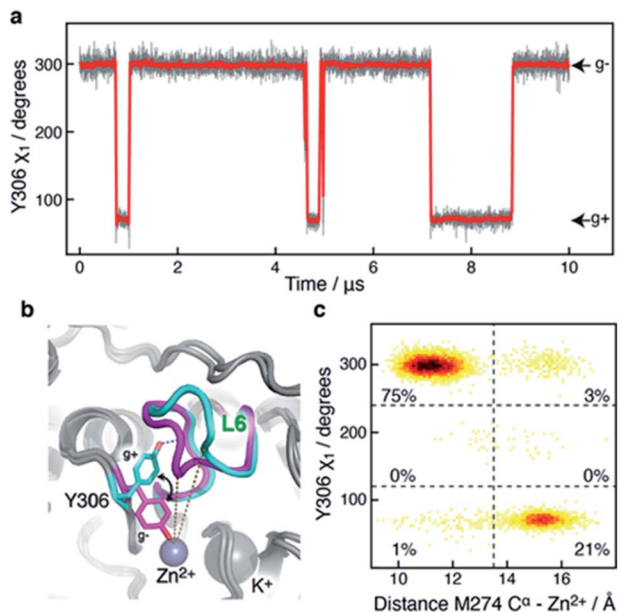 a
Y306 χ1 / degrees
300
200
100
g-
g+
0 2 4 6 8 10
Time / μs
b
L6
g+
Y306
g-
Zn2+
K+
c
Y306 χ1 / degrees
300
200
100
75% 3%
0% 0%
1% 21%
10 12 14 16
Distance M274 Cα - Zn2+ / Å